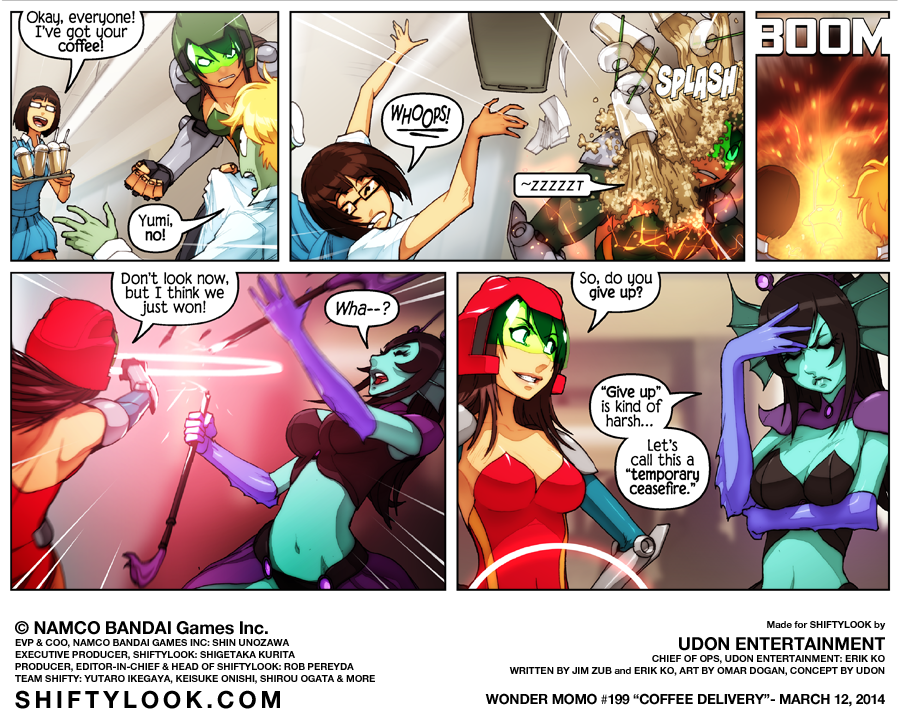 Okay, everyone!
I've got your
coffee!
Yumi,
no!
WHOOPS!
SPLASH
~ZZZZZT
BOOM
Don't look now,
but I think we
just won!
Wha--?
So, do you
give up?
"Give up"
is kind of
harsh...
Let's
call this a
"temporary
ceasefire."
© NAMCO BANDAI Games Inc.
EVP & COO, NAMCO BANDAI GAMES INC: SHIN UNOZAWA
EXECUTIVE PRODUCER, SHIFTYLOOK: SHIGETAKA KURITA
PRODUCER, EDITOR-IN-CHIEF & HEAD OF SHIFTYLOOK: ROB PEREYDA
TEAM SHIFTY: YUTARO IKEGAYA, KEISUKE ONISHI, SHIROU OGATA & MORE
SHIFTYLOOK.COM
Made for SHIFTYLOOK by
UDON ENTERTAINMENT
CHIEF OF OPS, UDON ENTERTAINMENT: ERIK KO
WRITTEN BY JIM ZUB and ERIK KO, ART BY OMAR DOGAN, CONCEPT BY UDON
WONDER MOMO #199 "COFFEE DELIVERY"- MARCH 12, 2014